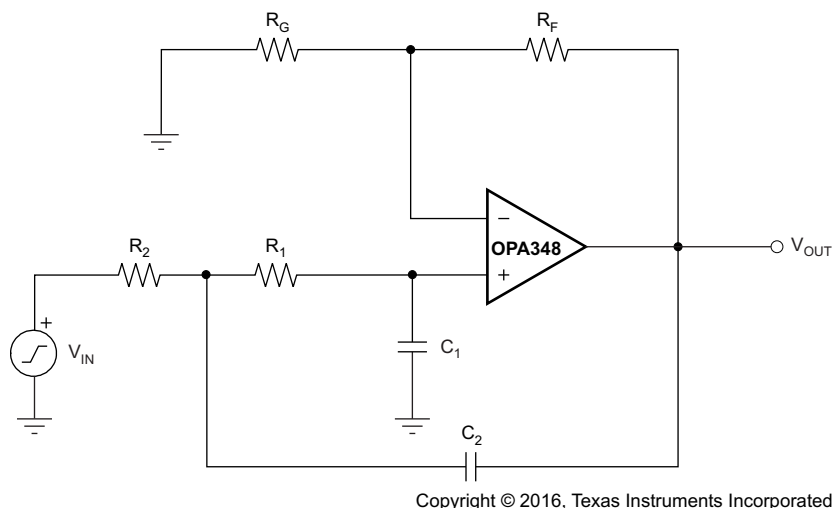 R_G
R_F
OPA348
−
+
V_OUT
R_2
R_1
+
V_IN
C_1
C_2
Copyright © 2016, Texas Instruments Incorporated